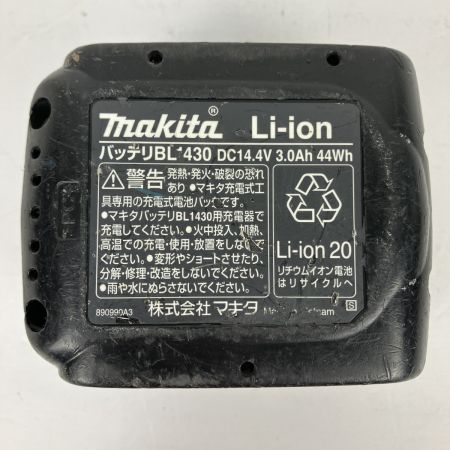 makita® Li-ion
バッテリBL1430 DC14.4V 3.0Ah 44Wh
⚠警告 発熱・発火・破裂の恐れ
あり ●マキタ充電式工
具専用の充電式電池パックです。
●マキタバッテリBL1430用充電器で
充電してください。●火中投入、加熱、
高温での充電・使用・放置をしないで
ください。●変形やショートさせたり、
分解・修理・改造をしないでください。
●雨や水にぬらさないでください。
Li-ion 20
リチウムイオン電池
はリサイクルへ
890990A3 株式会社マキタ Made in Vietnam S